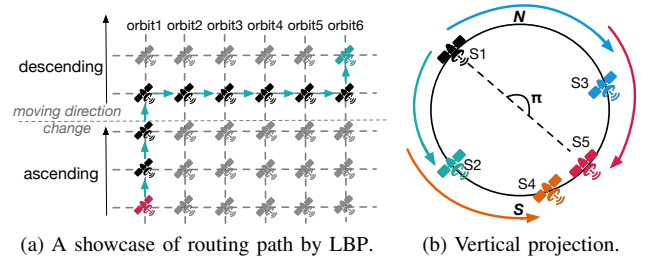 orbit1 orbit2 orbit3 orbit4 orbit5 orbit6
descending
moving direction
change
ascending
N
S1
S3
π
S5
S2
S4
S
(a) A showcase of routing path by LBP.
(b) Vertical projection.